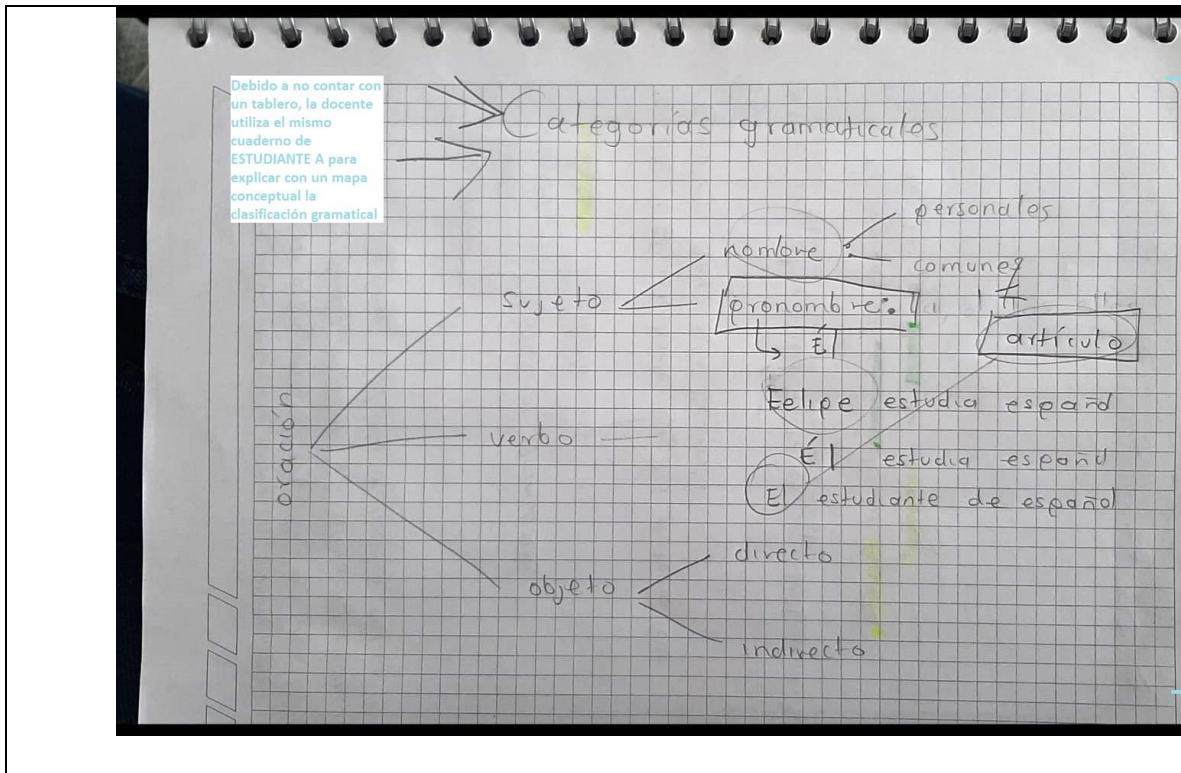 Debido a no contar con
un tablero, la docente
utiliza el mismo
cuaderno de
ESTUDIANTE A para
explicar con un mapa
conceptual la
clasificación gramatical
Categorías gramaticales
personales
nombre
comunes
sujeto
pronombre:
artículo
Él
Felipe estudia español
oración
verbo
Él estudia español
El estudiante de español
directo
objeto
indirecto